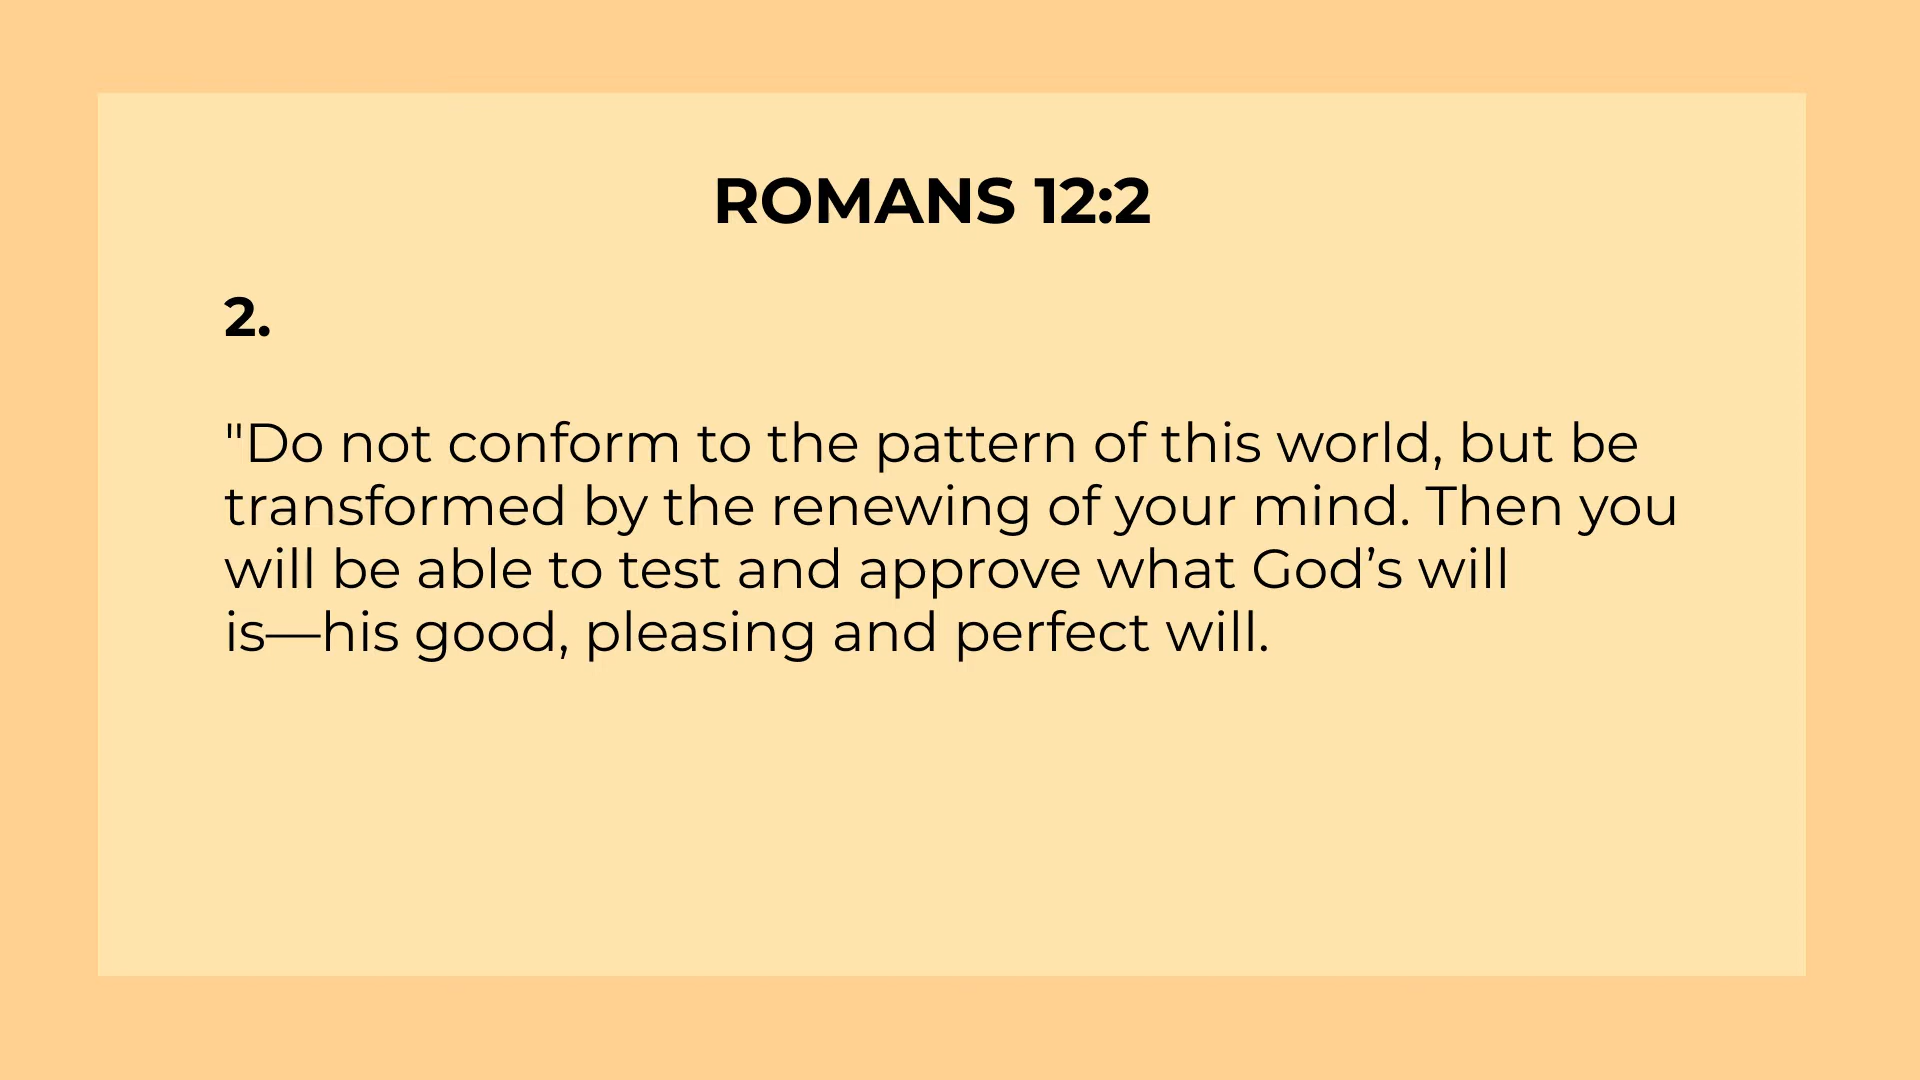 ROMANS 12:2
2.
"Do not conform to the pattern of this world, but be
transformed by the renewing of your mind. Then you
will be able to test and approve what God’s will
is—his good, pleasing and perfect will.